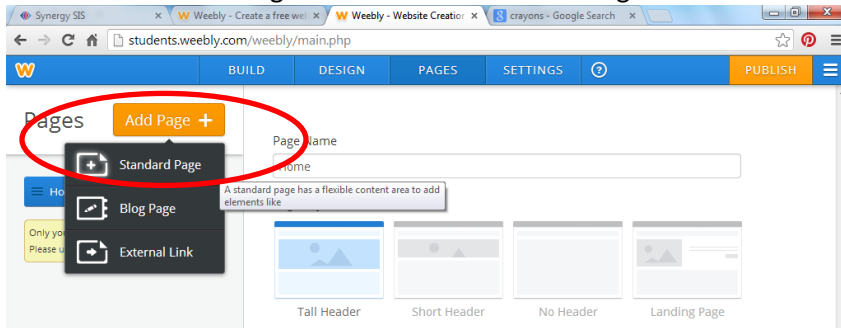 Synergy SIS
Weebly - Create a free wel
Weebly - Website Creation
crayons - Google Search
students.weebly.com/weebly/main.php
BUILD DESIGN PAGES SETTINGS ? PUBLISH
Pages Add Page +
Standard Page
Blog Page
External Link
Page Name
Home
A standard page has a flexible content area to add
elements like
Ho
Only yo
Please u
Tall Header Short Header No Header Landing Page